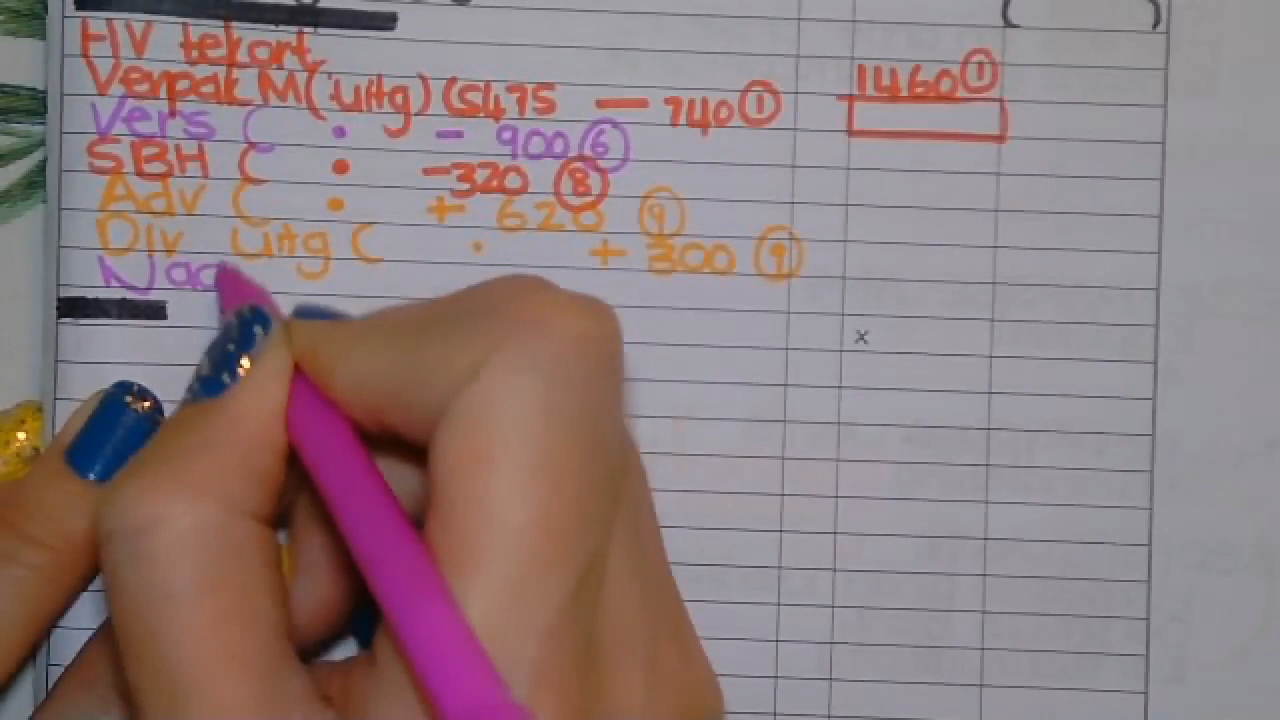 HV tekort 1460 ①
Verpak M (uitg) (5475 — 740 ①
Vers ( . - 900 ⑥
SBH ( . -320 ⑧
Adv ( . + 620 ⑨
Div uitg ( . + 300 ⑨
Nag
x